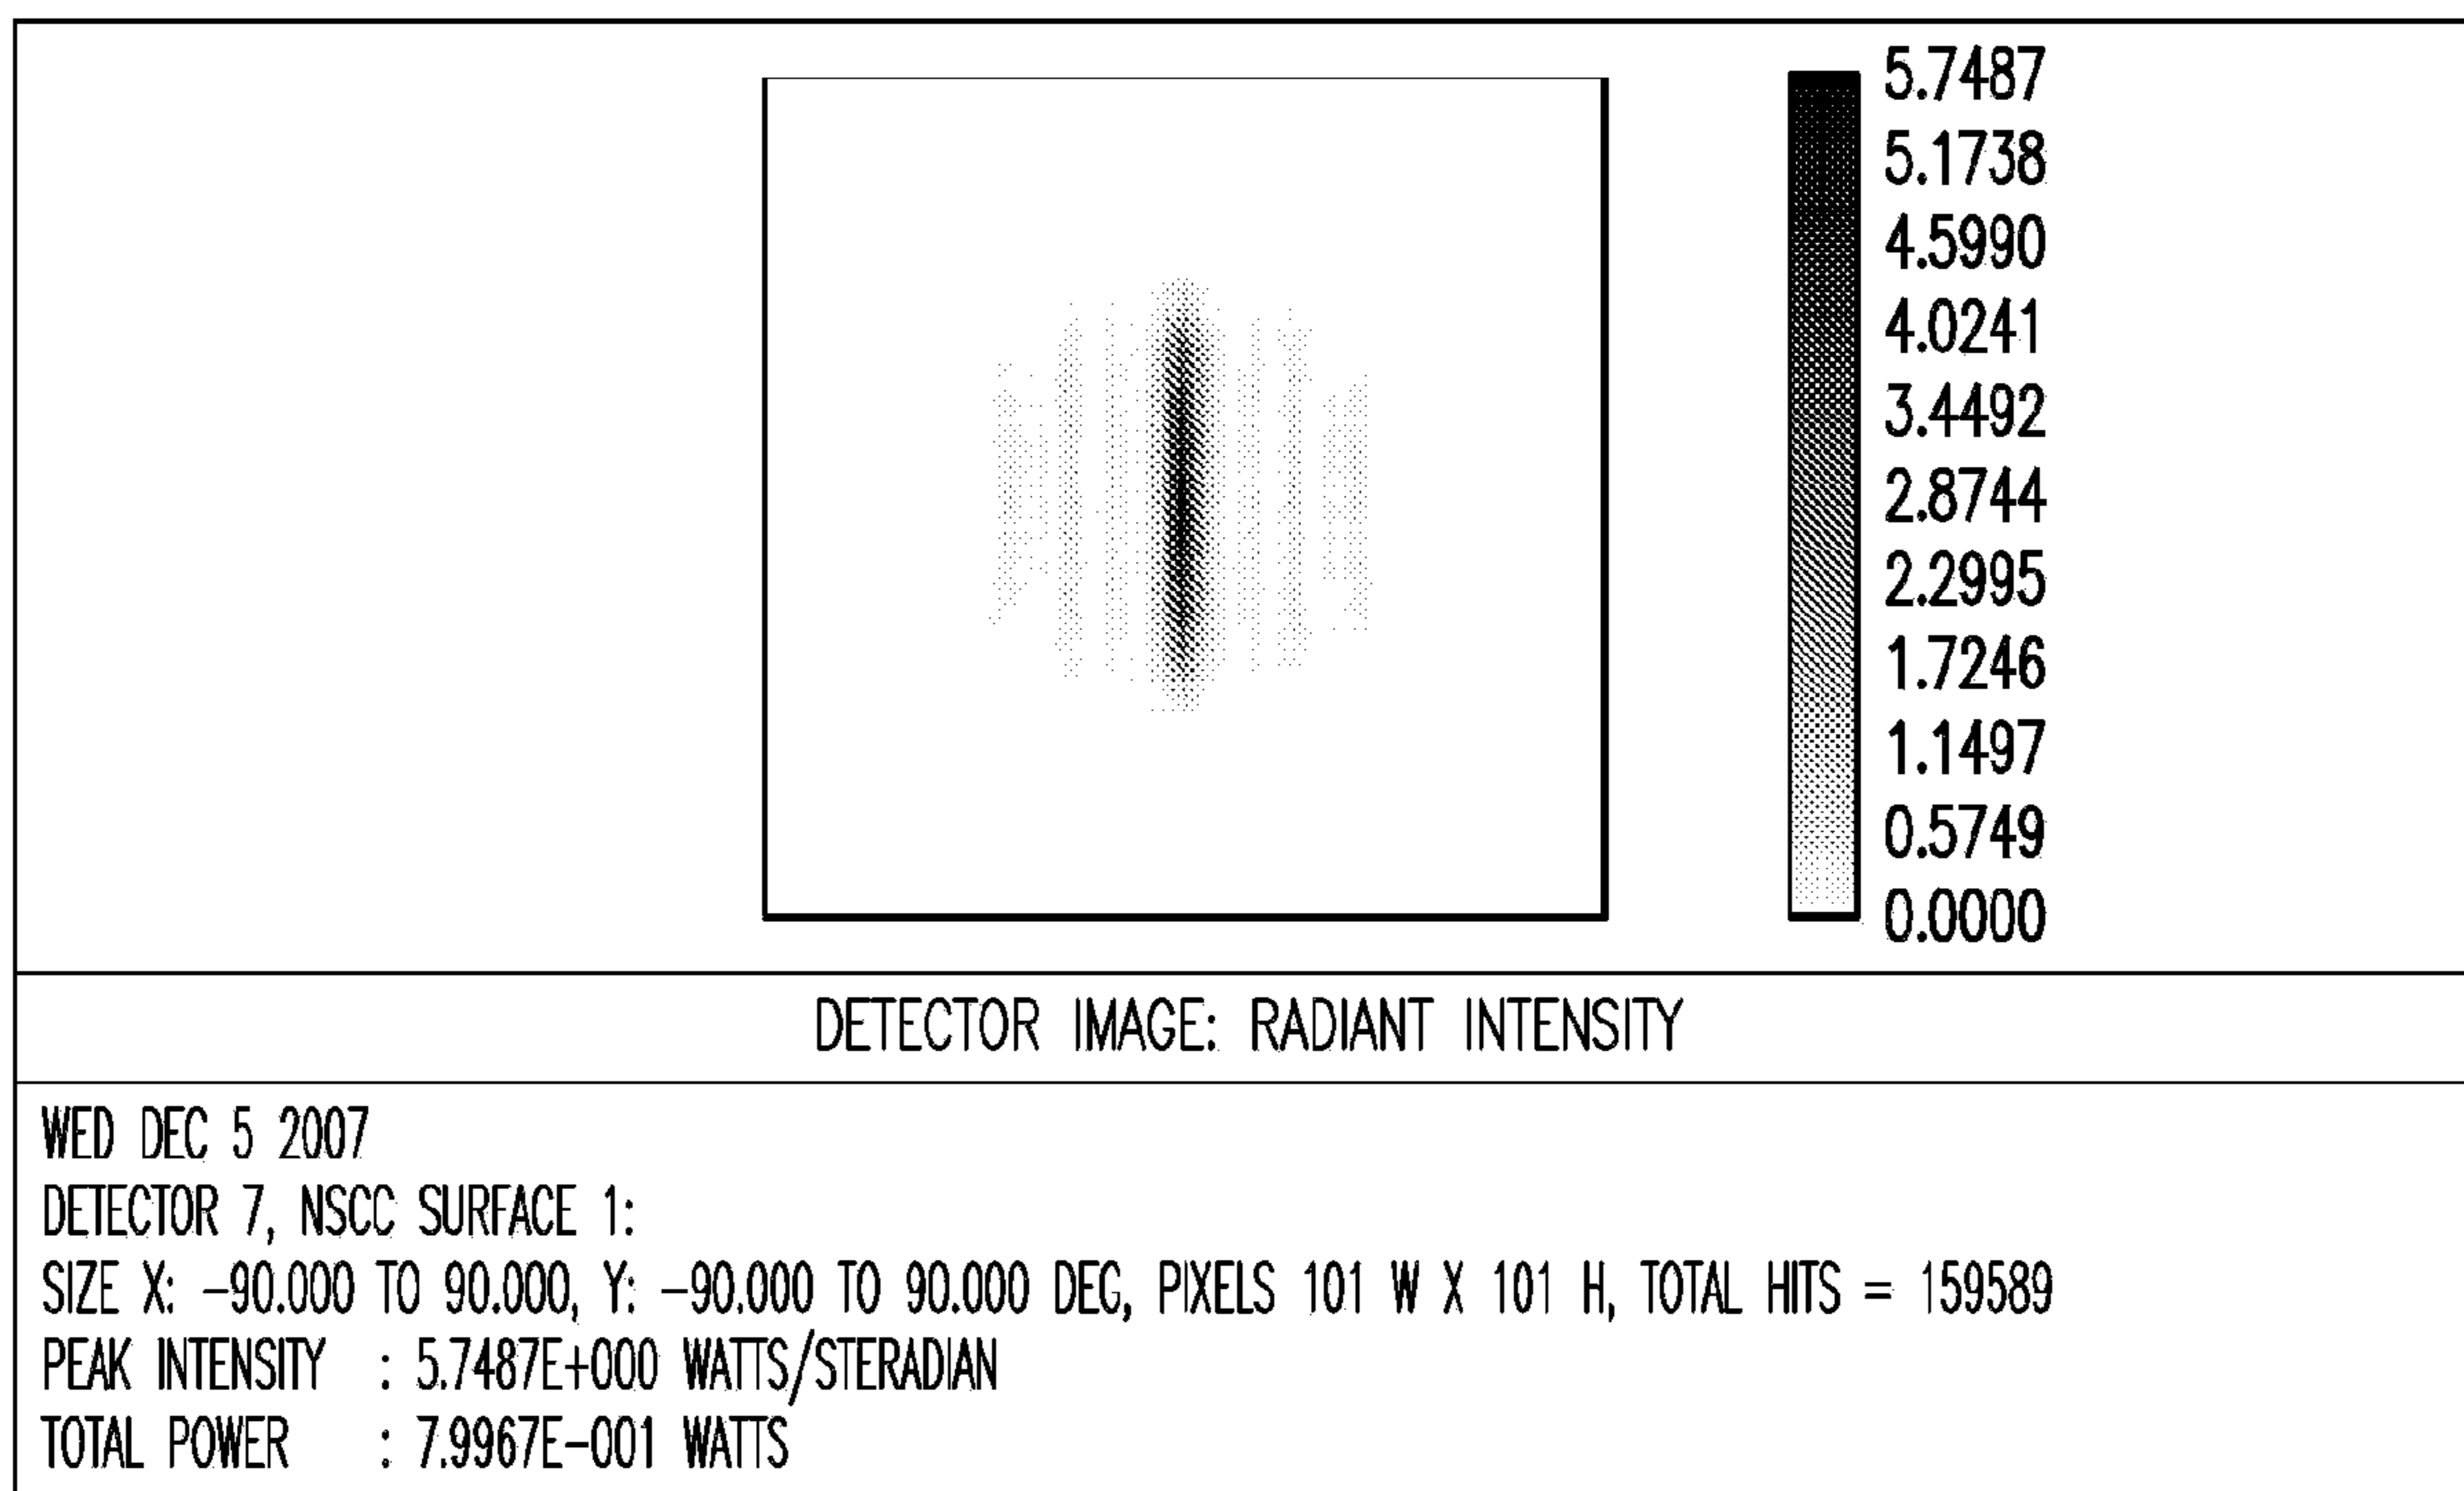 5.7487
5.1738
4.5990
4.0241
3.4492
2.8744
2.2995
1.7246
1.1497
0.5749
0.0000
DETECTOR IMAGE: RADIANT INTENSITY
WED DEC 5 2007
DETECTOR 7, NSCC SURFACE 1:
SIZE X: -90.000 TO 90.000, Y: -90.000 TO 90.000 DEG, PIXELS 101 W X 101 H, TOTAL HITS = 159589
PEAK INTENSITY : 5.7487E+000 WATTS/STERADIAN
TOTAL POWER : 7.9967E-001 WATTS